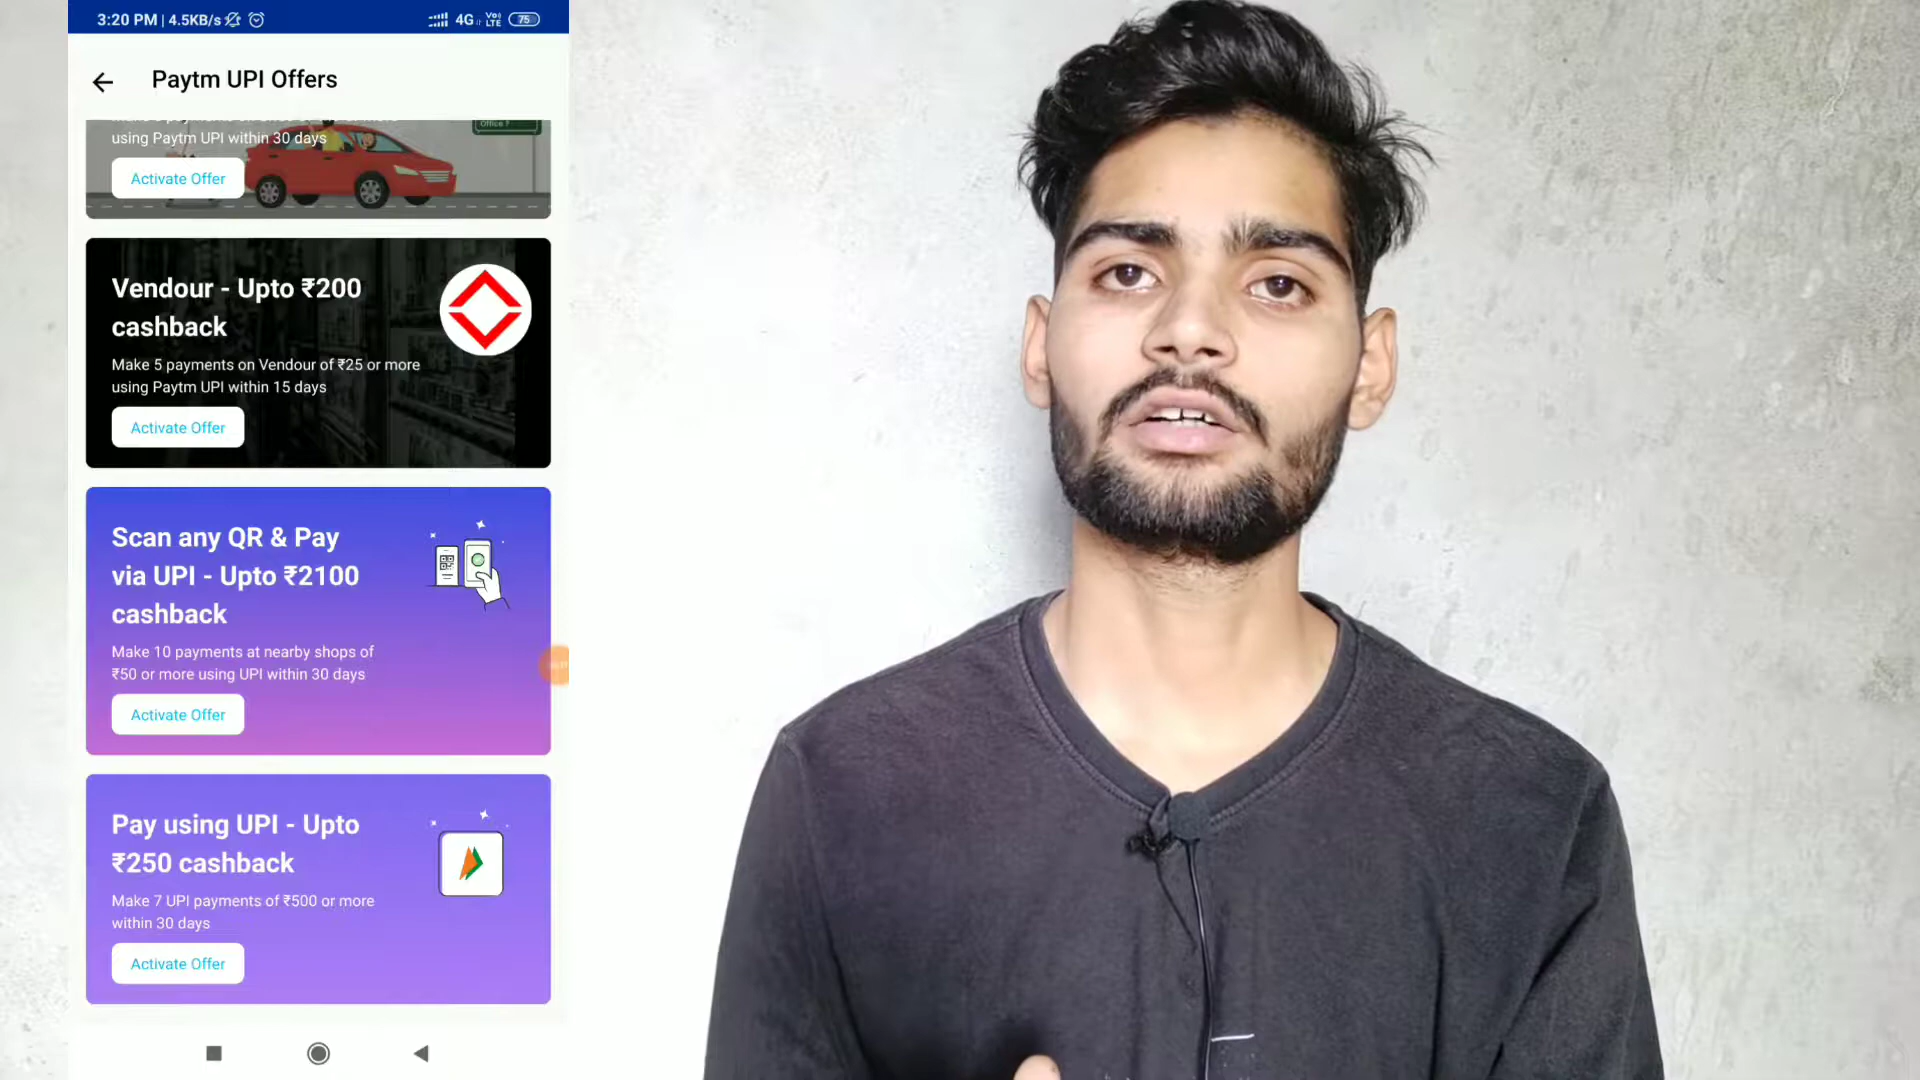 3:20 PM | 4.5KB/s
4G
Vo)
LTE
75
Paytm UPI Offers
Office F
using Paytm UPI within 30 days
Activate Offer
Vendour - Upto ₹200
cashback
Make 5 payments on Vendour of ₹25 or more
using Paytm UPI within 15 days
Activate Offer
Scan any QR & Pay
via UPI - Upto ₹2100
cashback
Make 10 payments at nearby shops of
₹50 or more using UPI within 30 days
Activate Offer
Pay using UPI - Upto
₹250 cashback
Make 7 UPI payments of ₹500 or more
within 30 days
Activate Offer